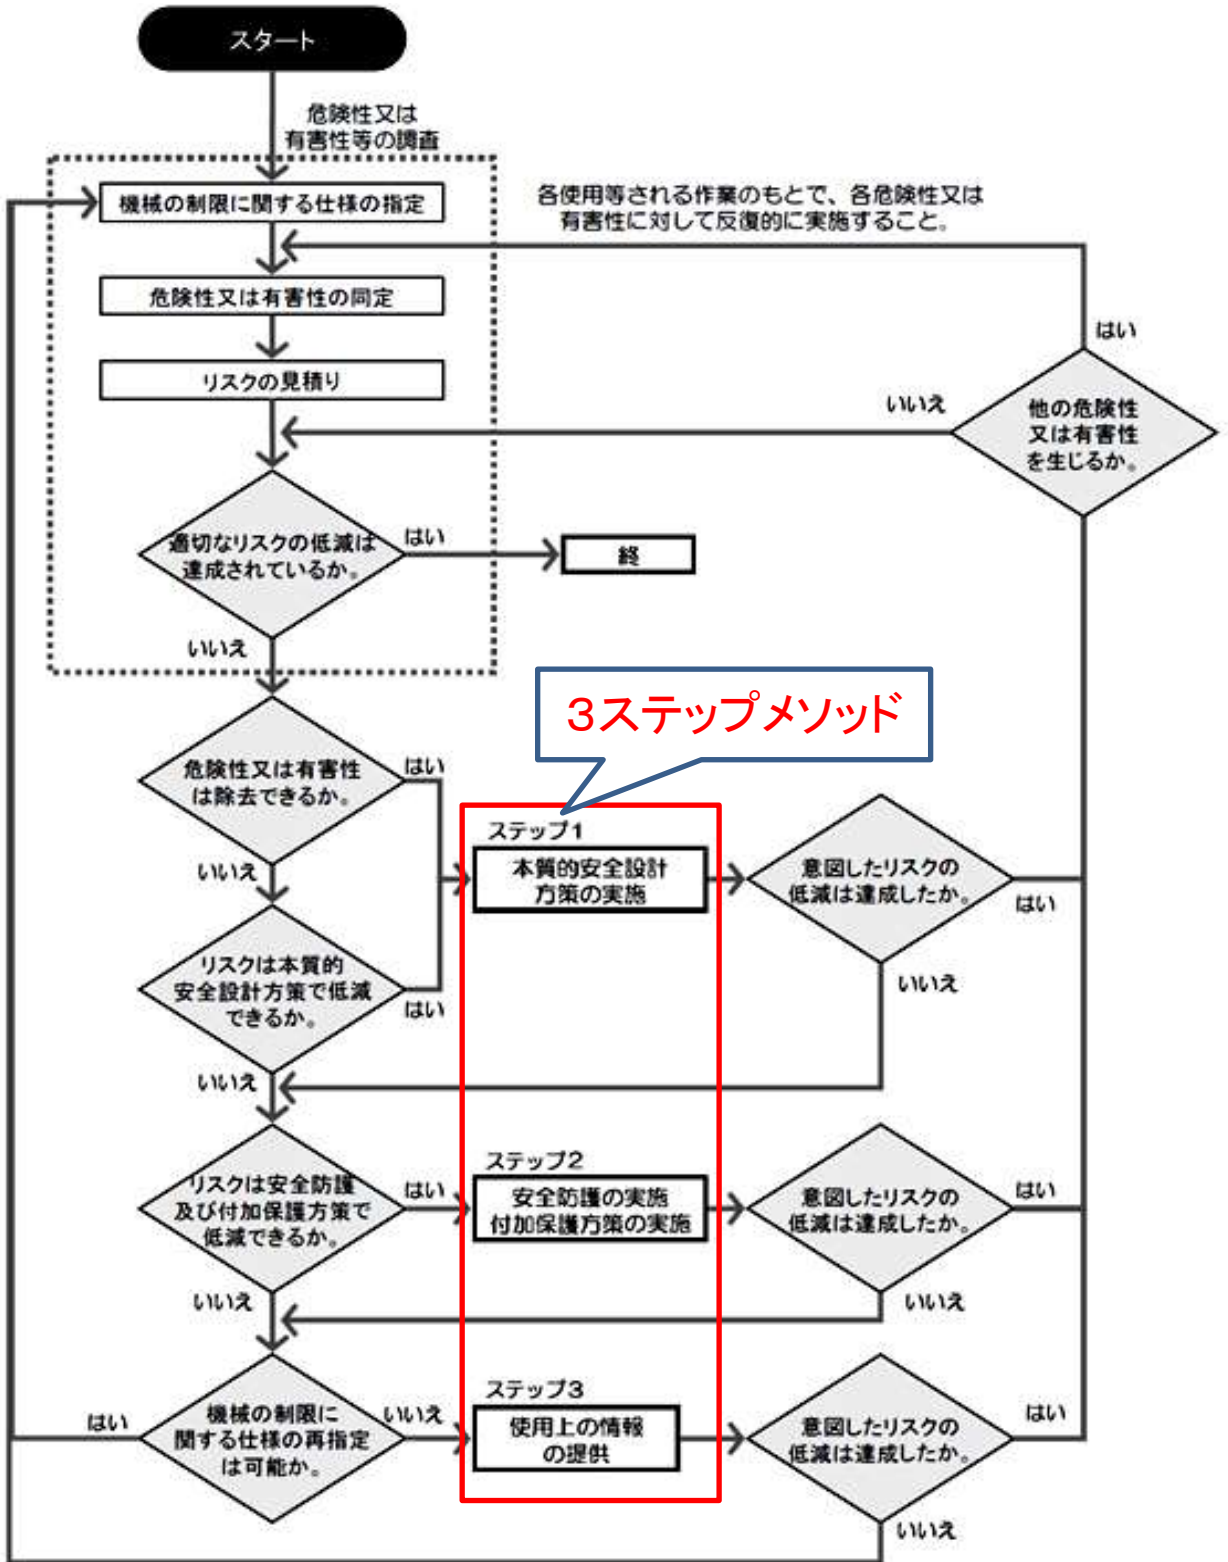 スタート
危険性又は
有害性等の調査
機械の制限に関する仕様の指定
各使用等される作業のもとで、各危険性又は
有害性に対して反復的に実施すること。
危険性又は有害性の同定
はい
リスクの見積り
いいえ
他の危険性
又は有害性
を生じるか。
適切なリスクの低減は
達成されているか。
はい
終
いいえ
3ステップメソッド
危険性又は有害性
は除去できるか。
はい
ステップ1
本質的安全設計
方策の実施
意図したリスクの
低減は達成したか。
はい
いいえ
リスクは本質的
安全設計方策で低減
できるか。
はい
いいえ
いいえ
ステップ2
リスクは安全防護
及び付加保護方策で
低減できるか。
はい
安全防護の実施
付加保護方策の実施
意図したリスクの
低減は達成したか。
はい
いいえ
いいえ
ステップ3
はい
機械の制限に
関する仕様の再指定
は可能か。
いいえ
使用上の情報
の提供
意図したリスクの
低減は達成したか。
はい
いいえ